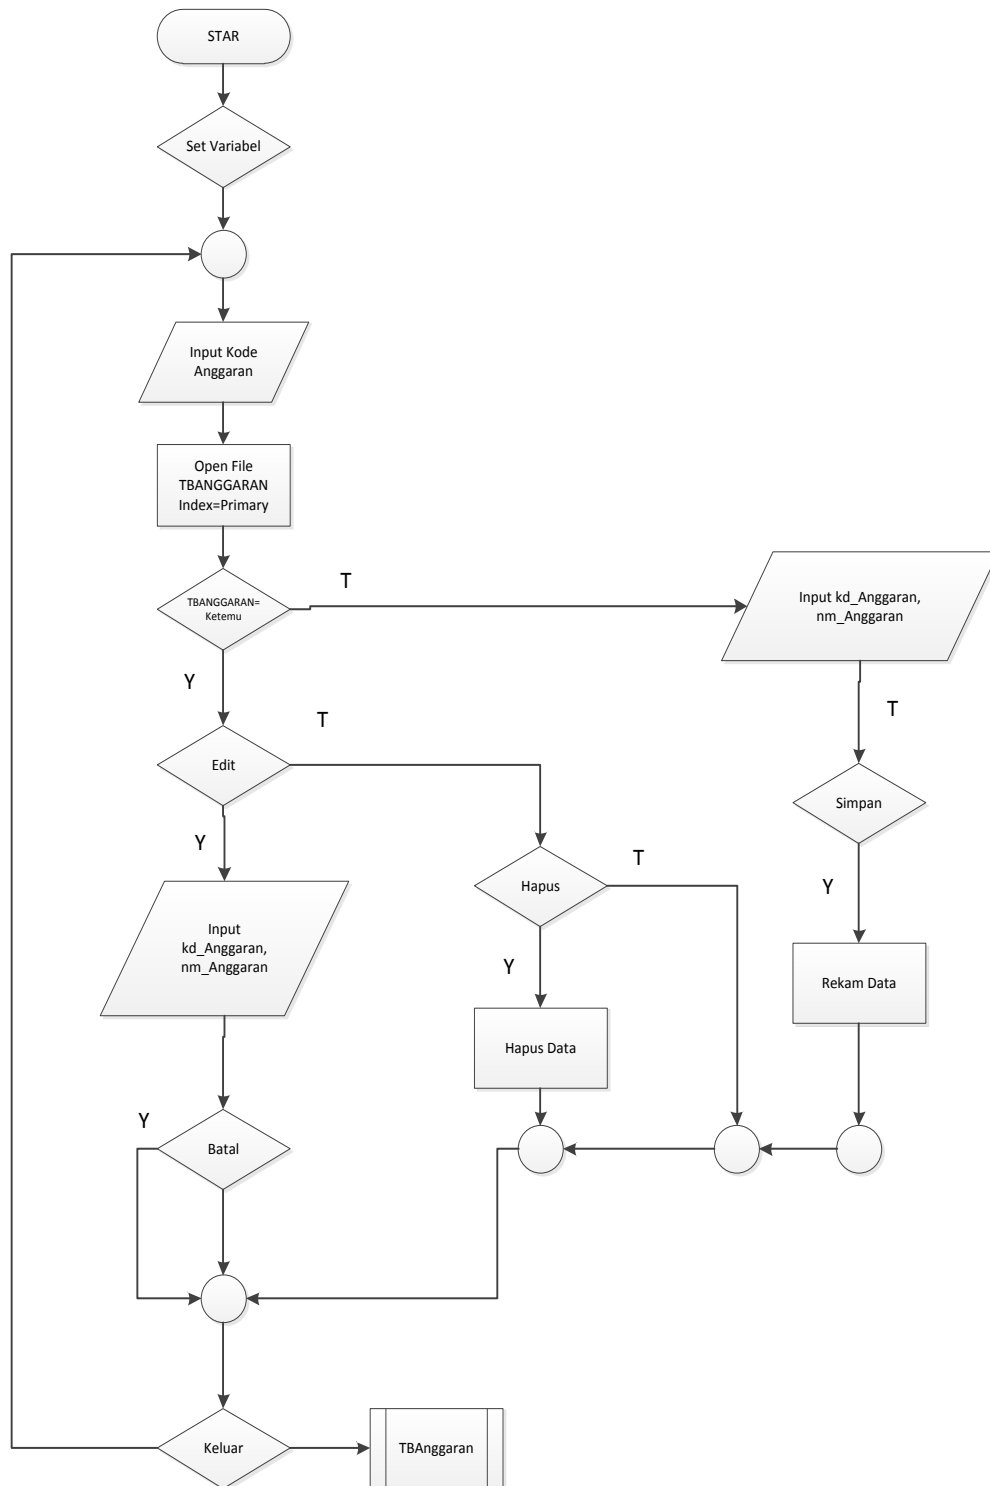 STAR
Set Variabel
Input Kode
Anggaran
Open File
TBANGGARAN
Index=Primary
TBANGGARAN=
Ketemu
T
Input kd_Anggaran,
nm_Anggaran
Y
T
T
Edit
Simpan
Y
Hapus
T
Y
Input
kd_Anggaran,
nm_Anggaran
Y
Rekam Data
Hapus Data
Y
Batal
Keluar
TBAnggaran